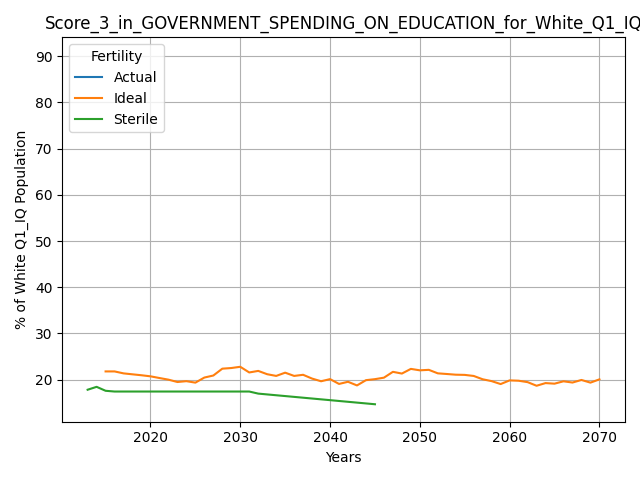 Score_3_in_GOVERNMENT_SPENDING_ON_EDUCATION_for_White_Q1_IQ
Fertility
Actual
Ideal
Sterile
% of White Q1_IQ Population
90
80
70
60
50
40
30
20
2020
2030
2040
2050
2060
2070
Years